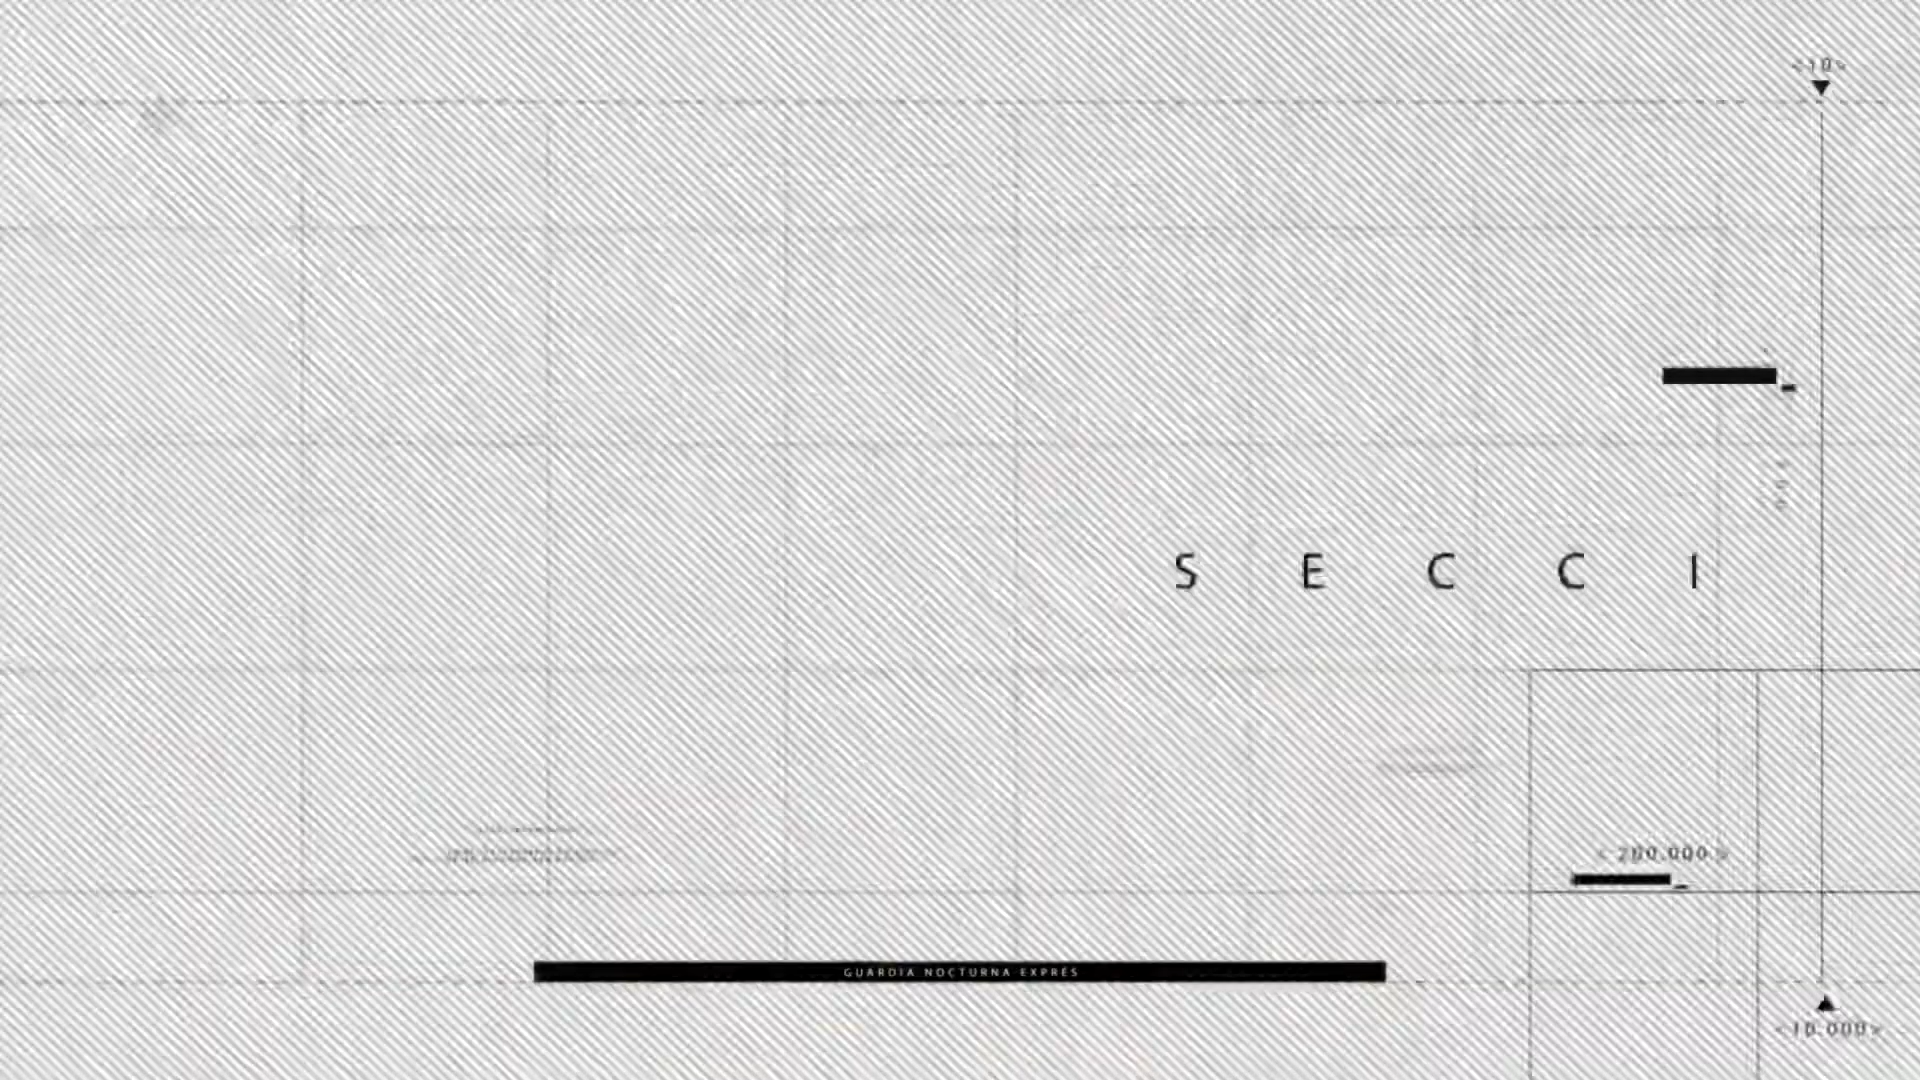 <10>
S E C C I
< 200.000 >
GUARDIA NOCTURNA EXPRÉS
<10.000>